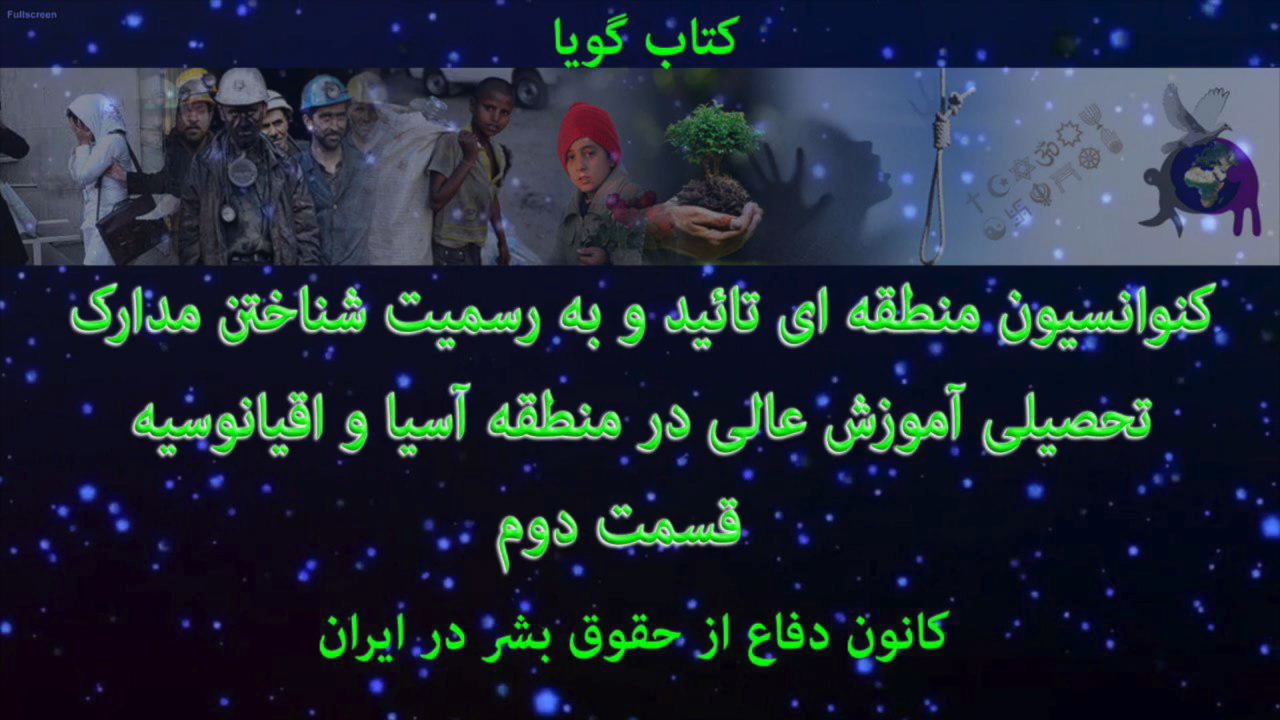 Fullscreen
کتاب گویا
کنوانسیون منطقه ای تائید و به رسمیت شناختن مدارک
تحصیلی آموزش عالی در منطقه آسیا و اقیانوسیه
قسمت دوم
کانون دفاع از حقوق بشر در ایران